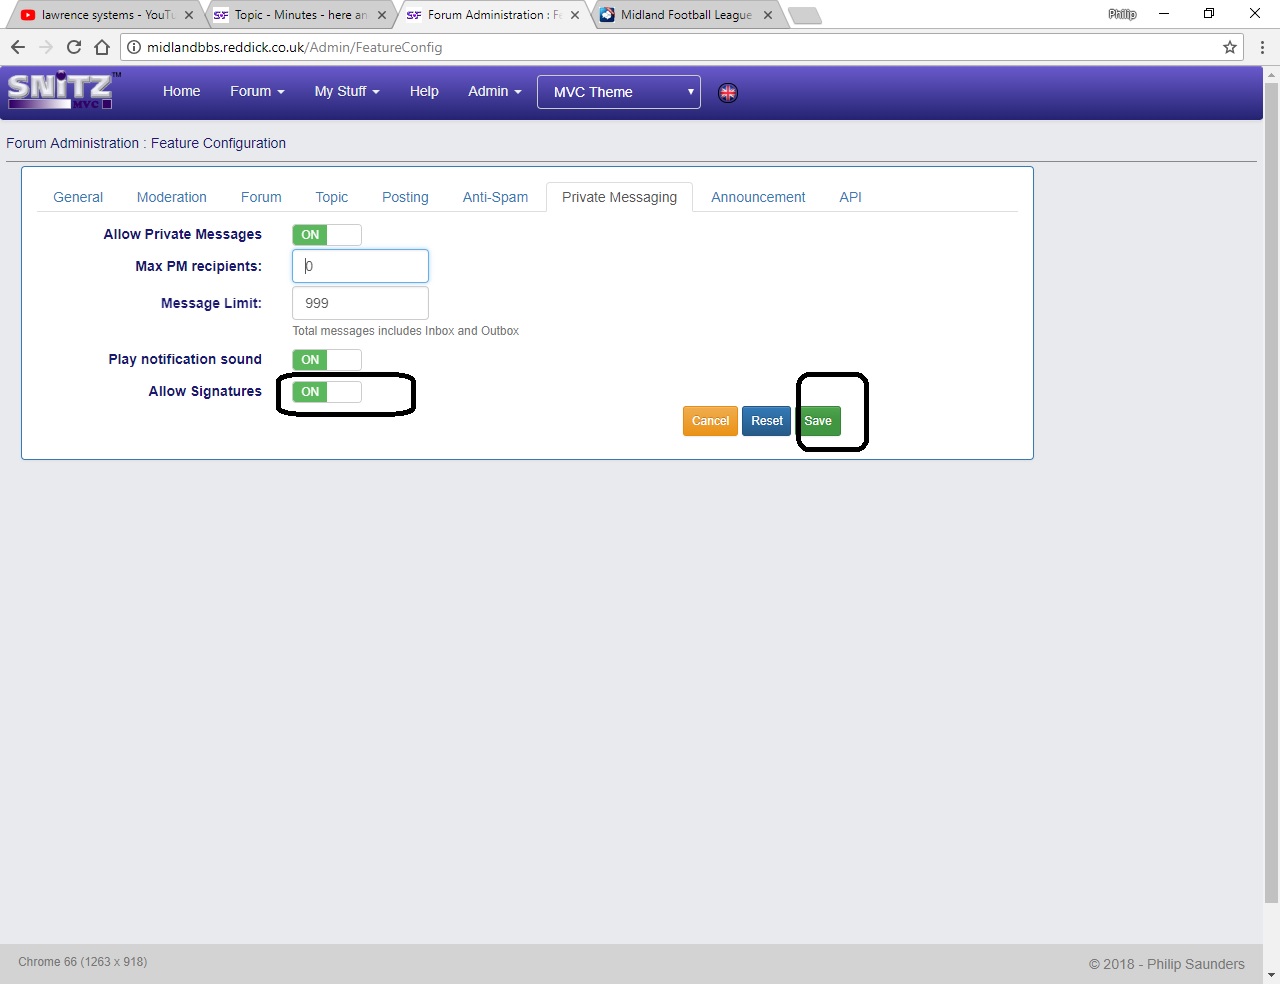 lawrence systems - YouTu
Topic - Minutes - here an
Forum Administration : Fe
Midland Football League
Philip
midlandbbs.reddick.co.uk/Admin/FeatureConfig
SNiTZ™
MVC
Home
Forum
My Stuff
Help
Admin
MVC Theme
Forum Administration : Feature Configuration
General
Moderation
Forum
Topic
Posting
Anti-Spam
Private Messaging
Announcement
API
Allow Private Messages
ON
Max PM recipients:
0
Message Limit:
999
Total messages includes Inbox and Outbox
Play notification sound
ON
Allow Signatures
ON
Cancel
Reset
Save
Chrome 66 (1263 x 918)
© 2018 - Philip Saunders